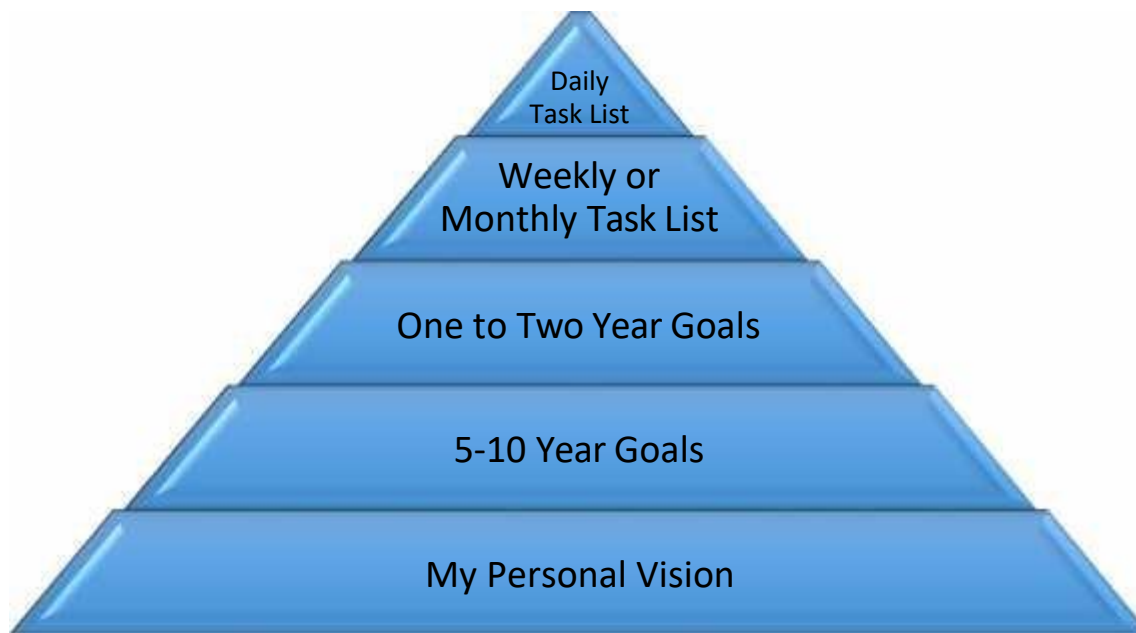 Daily
Task List
Weekly or
Monthly Task List
One to Two Year Goals
5-10 Year Goals
My Personal Vision